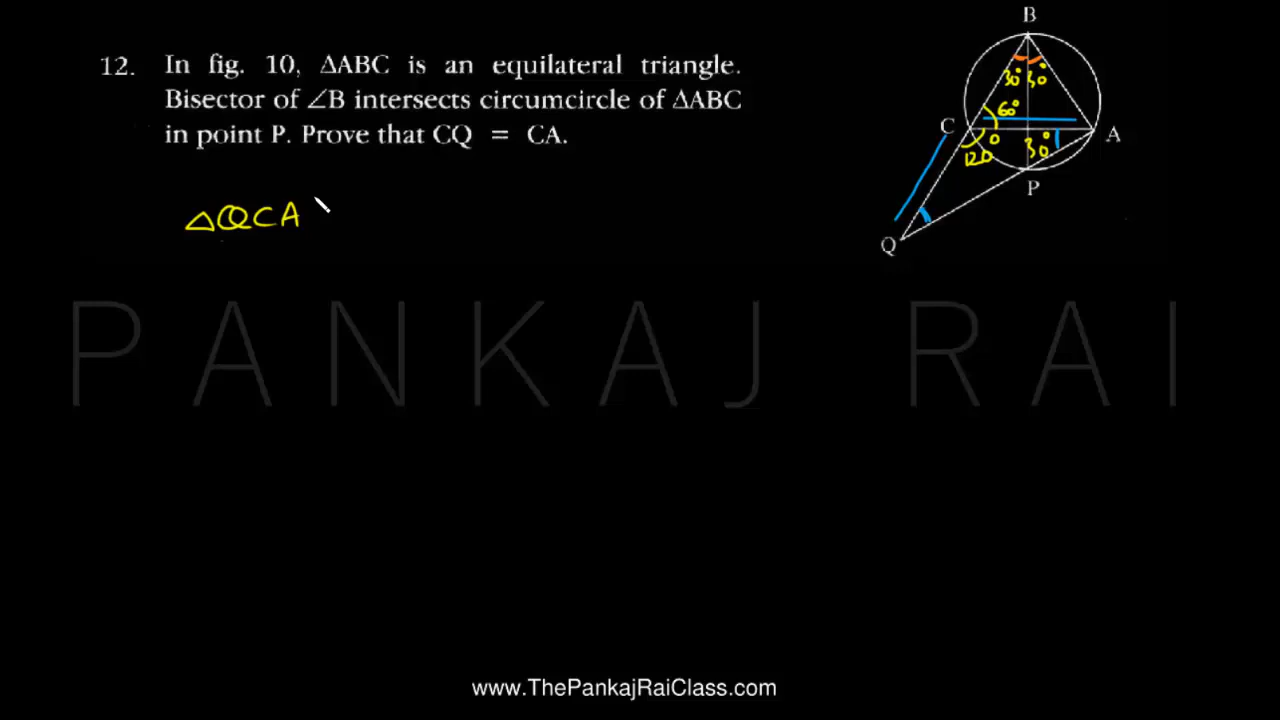 12. In fig. 10, ΔABC is an equilateral triangle.
Bisector of ∠B intersects circumcircle of ΔABC
in point P. Prove that CQ = CA.
B
30° 30°
60°
C
A
120°
30°
P
Q
△QCA
PANKAJ RAI
www.ThePankajRaiClass.com